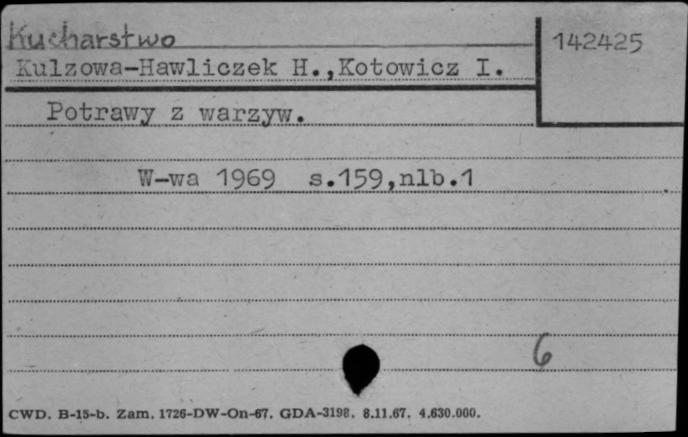 Kucharstwo
142425
Kulzowa-Hawliczek H.,Kotowicz I.
Potrawy z warzyw.
W-wa 1969 s.159,nlb.1
6
CWD. B-15-b. Zam. 1726-DW-On-67. GDA-3198. 8.11.67. 4.630.000.